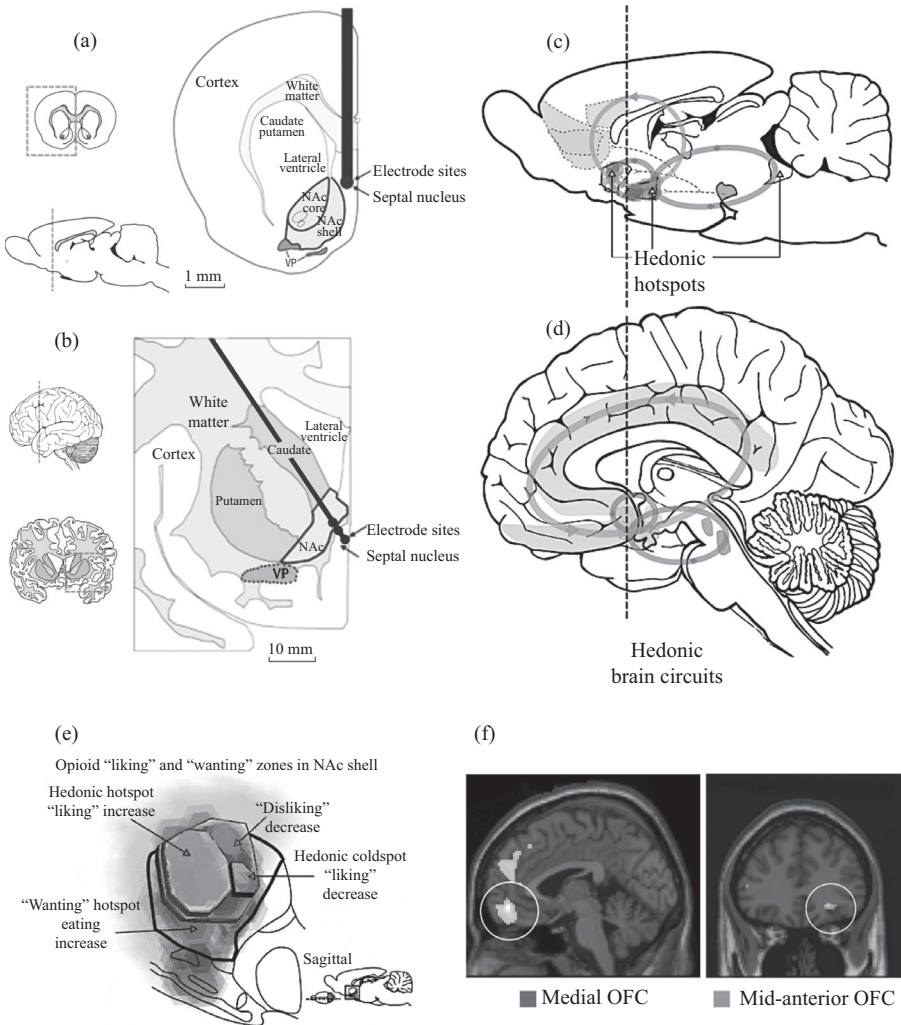 (a)
Cortex
White
matter
Caudate
putamen
Lateral
ventricle
Electrode sites
Septal nucleus
NAc
core
NAc
shell
VP
1 mm
(b)
White
matter
Lateral
ventricle
Cortex
Caudate
Putamen
Electrode sites
NAc
Septal nucleus
VP
10 mm
(c)
Hedonic
hotspots
(d)
Hedonic
brain circuits
(e)
Opioid “liking” and “wanting” zones in NAc shell
Hedonic hotspot
“liking” increase
“Disliking”
decrease
Hedonic coldspot
“liking”
decrease
“Wanting” hotspot
eating
increase
Sagittal
(f)
Medial OFC
Mid-anterior OFC